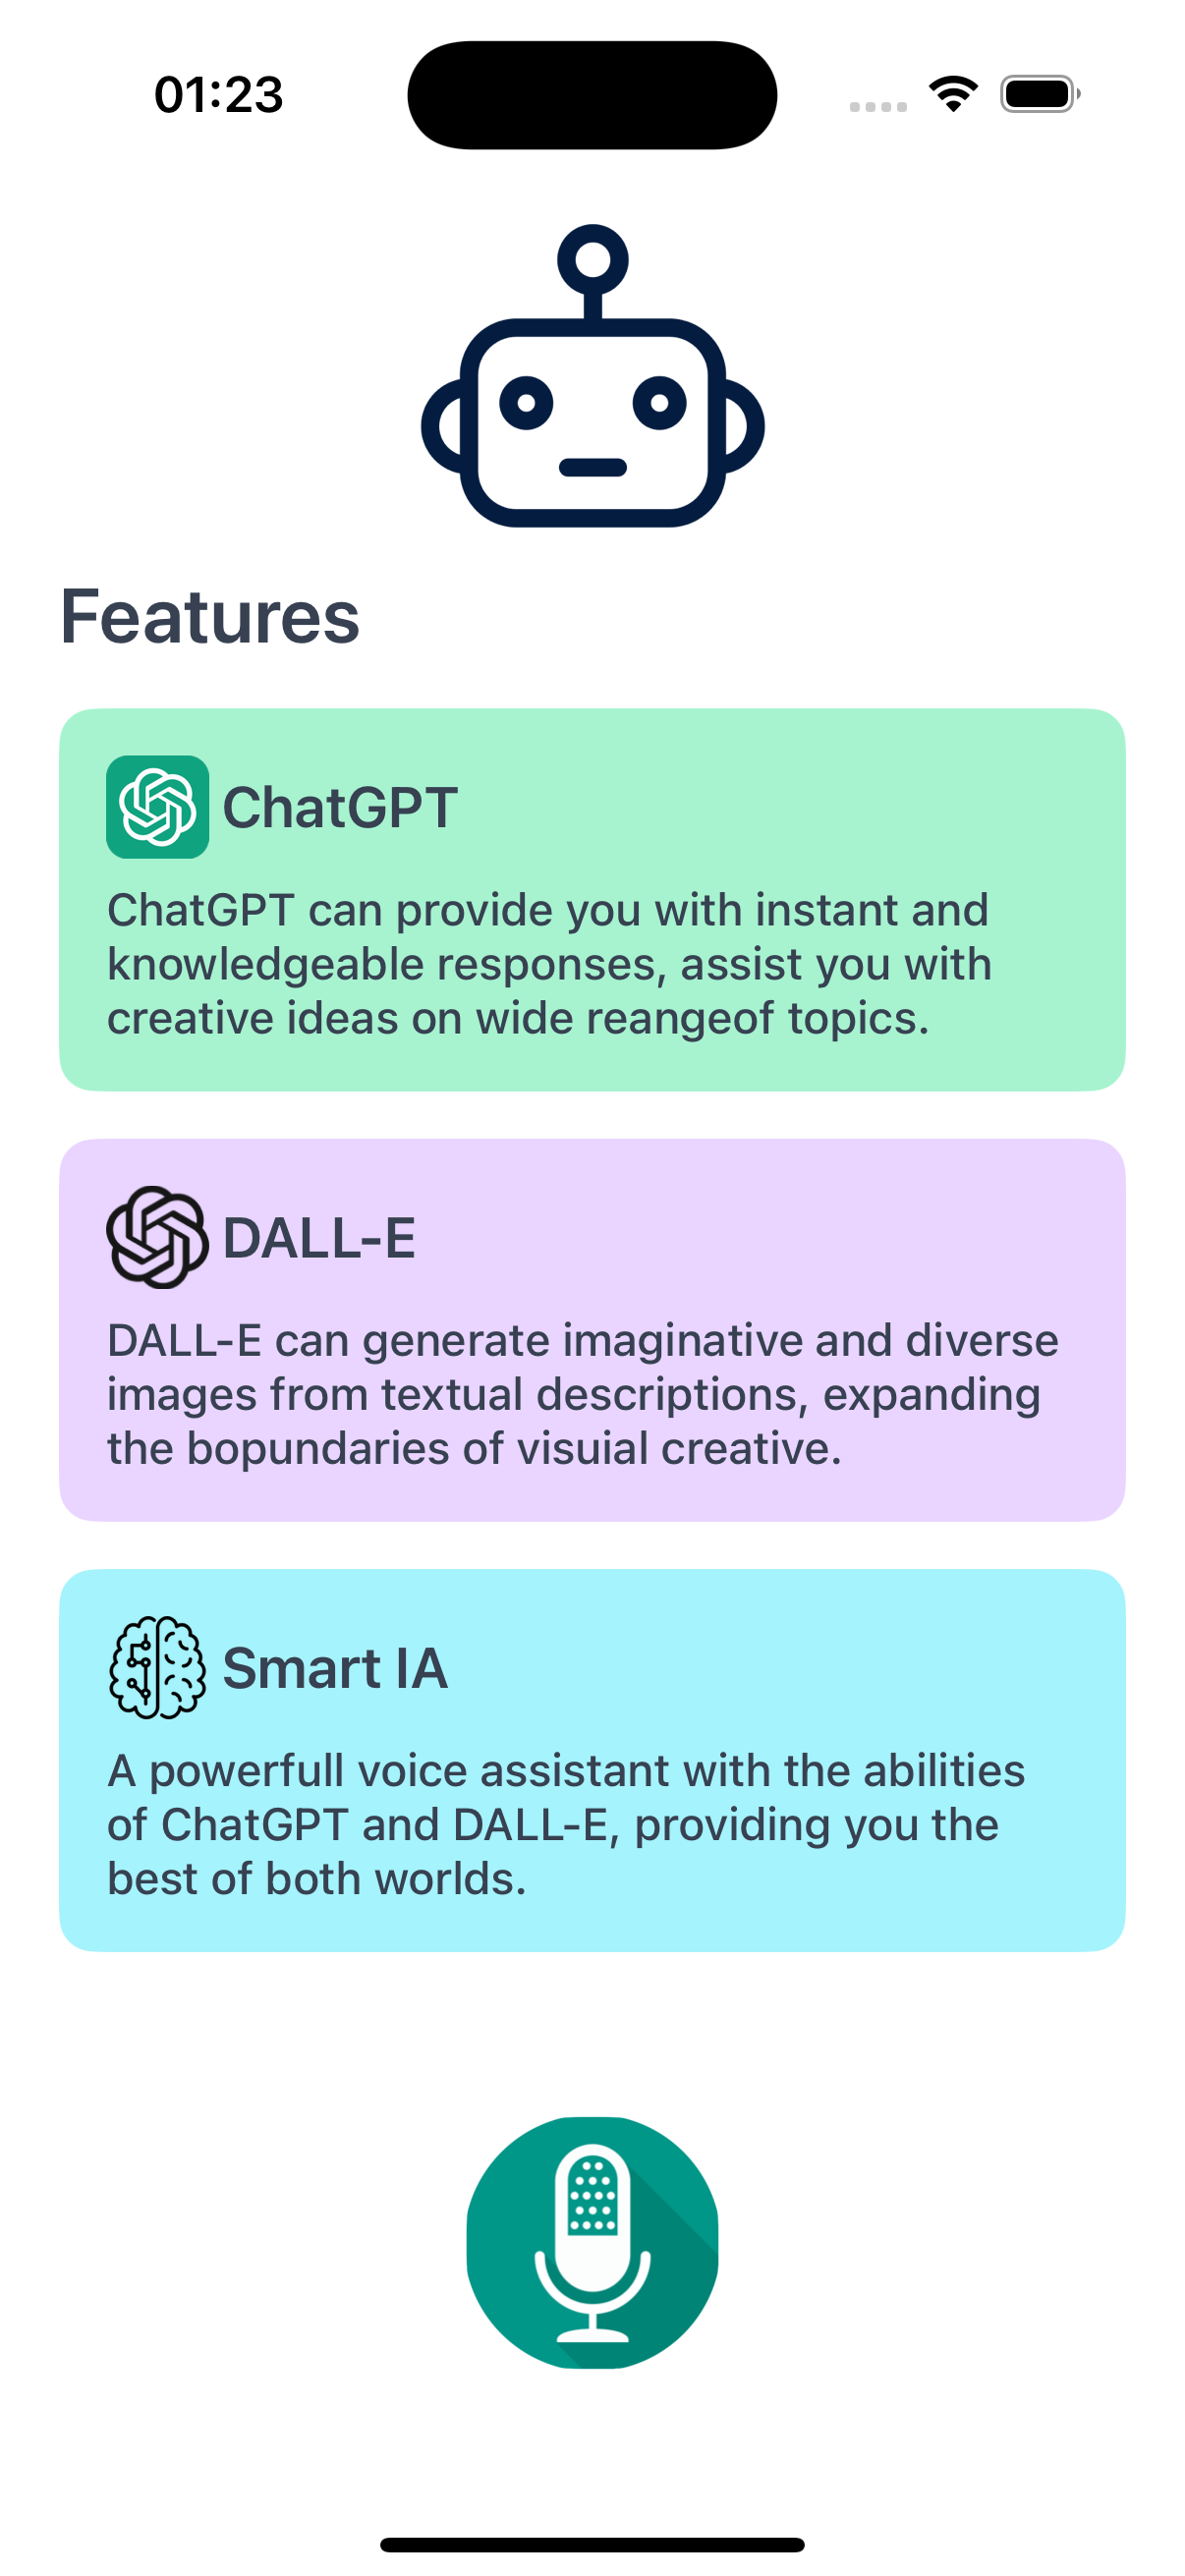 01:23
Features
ChatGPT
ChatGPT can provide you with instant and
knowledgeable responses, assist you with
creative ideas on wide reangeof topics.
DALL-E
DALL-E can generate imaginative and diverse
images from textual descriptions, expanding
the bopundaries of visuial creative.
Smart IA
A powerfull voice assistant with the abilities
of ChatGPT and DALL-E, providing you the
best of both worlds.